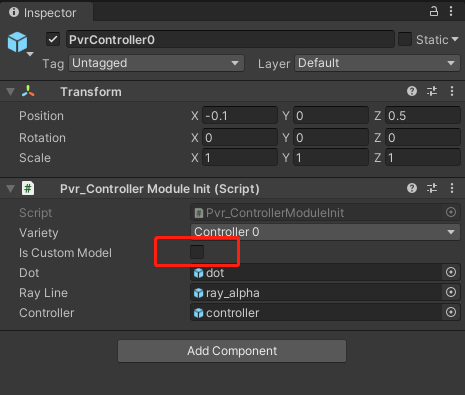 Inspector
PvrController0 Static
Tag Untagged Layer Default
Transform
Position X -0.1 Y 0 Z 0.5
Rotation X 0 Y 0 Z 0
Scale X 1 Y 1 Z 1
# Pvr_Controller Module Init (Script)
Script # Pvr_ControllerModuleInit
Variety Controller 0
Is Custom Model
Dot dot
Ray Line ray_alpha
Controller controller
Add Component